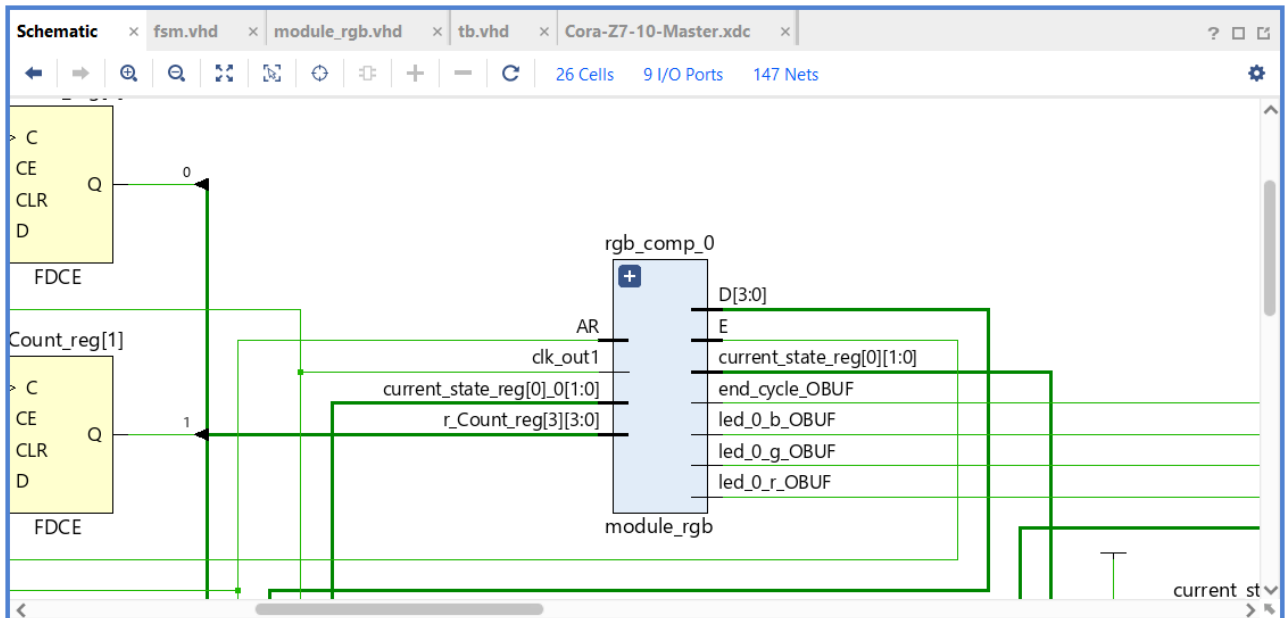 Schematic × fsm.vhd × module_rgb.vhd × tb.vhd × Cora-Z7-10-Master.xdc × ?
26 Cells 9 I/O Ports 147 Nets
C
CE
CLR
D
Q
FDCE
0
Count_reg[1]
C
CE
CLR
D
Q
FDCE
1
rgb_comp_0
AR
clk_out1
current_state_reg[0]_0[1:0]
r_Count_reg[3][3:0]
D[3:0]
E
current_state_reg[0][1:0]
end_cycle_OBUF
led_0_b_OBUF
led_0_g_OBUF
led_0_r_OBUF
module_rgb
current_st